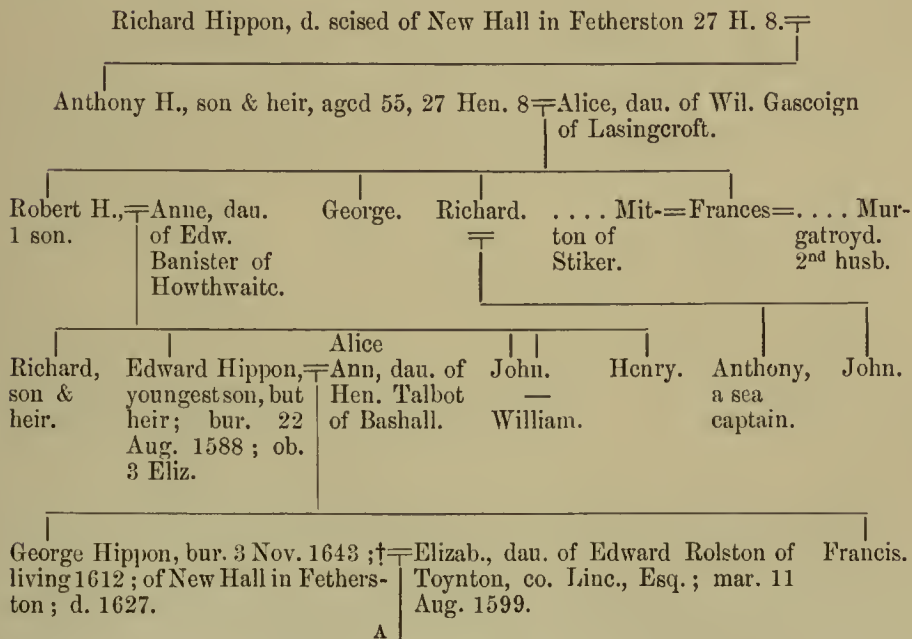 Richard Hippon, d. scised of New Hall in Fetherston 27 H. 8.
Anthony H., son & heir, aged 55, 27 Hen. 8=Alice, dau. of Wil. Gascoign
of Lasingcroft.
Robert H.,=Anne, dau. George. Richard. . . . . Mit-=Frances=. . . . Mur-
1 son. of Edw. ton of gatroyd.
Banister of Stiker. 2nd husb.
Howthwaite.
Alice
Richard, Edward Hippon,=Ann, dau. of John. Henry. Anthony, John.
son & youngest son, but Hen. Talbot — a sea
heir. heir; bur. 22 of Bashall. William. captain.
Aug. 1588; ob.
3 Eliz.
George Hippon, bur. 3 Nov. 1643;†=Elizab., dau. of Edward Rolston of Francis.
living 1612; of New Hall in Fethers- Toynton, co. Linc., Esq.; mar. 11
ton; d. 1627. Aug. 1599.
A